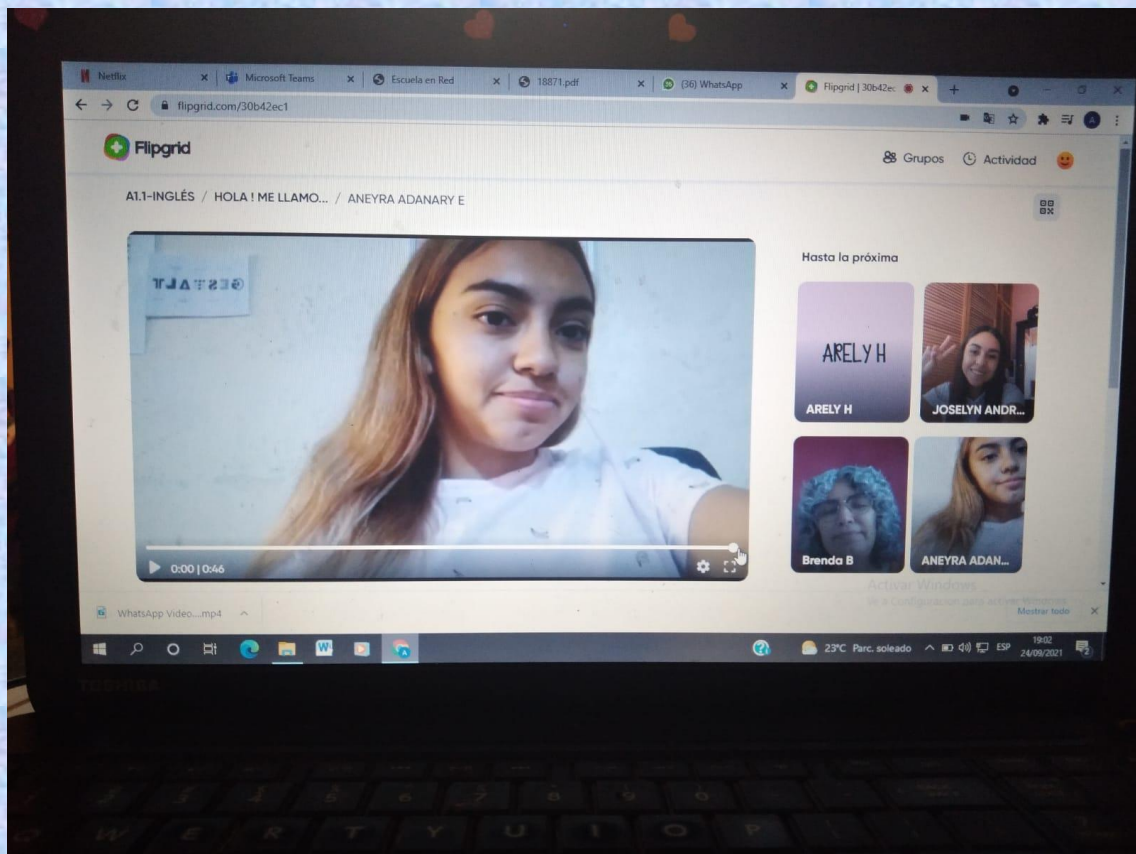 Netflix
Microsoft Teams
Escuela en Red
18871.pdf
(36) WhatsApp
Flipgrid | 30b42ec
flipgrid.com/30b42ec1
Flipgrid
Grupos
Actividad
A1.1-INGLÉS / HOLA ! ME LLAMO... / ANEYRA ADANARY E
GESTALT
Hasta la próxima
ARELY H
ARELY H
JOSELYN ANDR...
Brenda B
ANEYRA ADAN...
0:00 | 0:46
Activar Windows
WhatsApp Video....mp4
Mostrar todo
23°C Parc. soleado
ESP
19:02
24/09/2021
TOSHIBA
W E R T Y U I O P